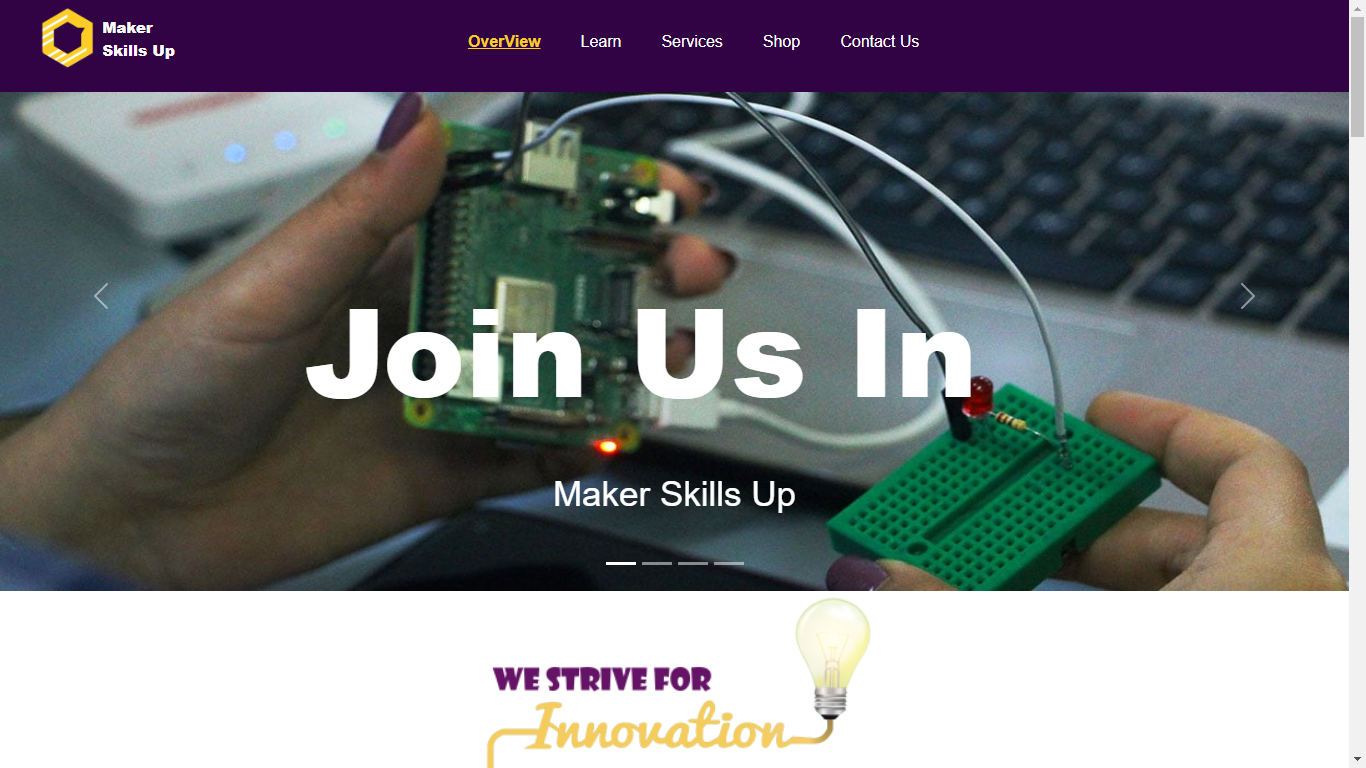 Maker
Skills Up
OverView Learn Services Shop Contact Us
Join Us In
Maker Skills Up
WE STRIVE FOR
Innovation